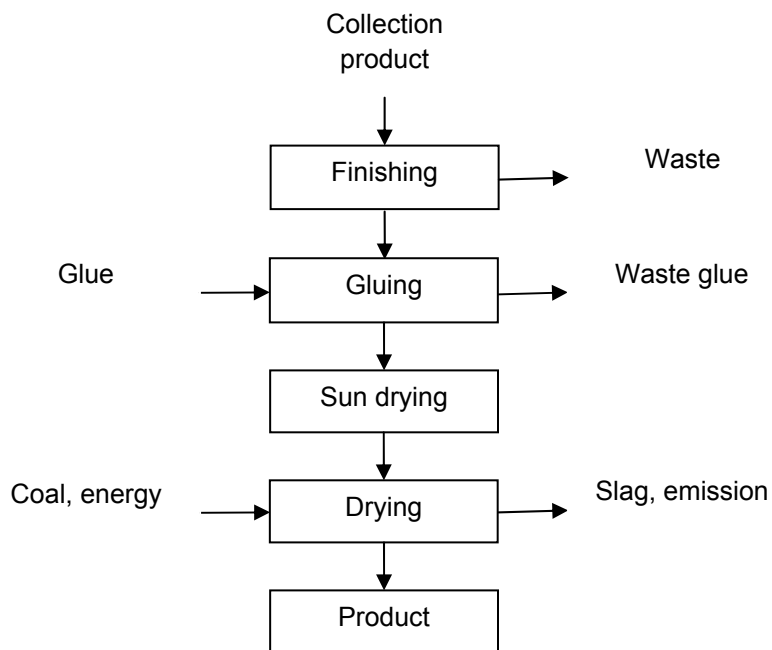 Collection
product
Finishing
Waste
Glue
Gluing
Waste glue
Sun drying
Coal, energy
Drying
Slag, emission
Product